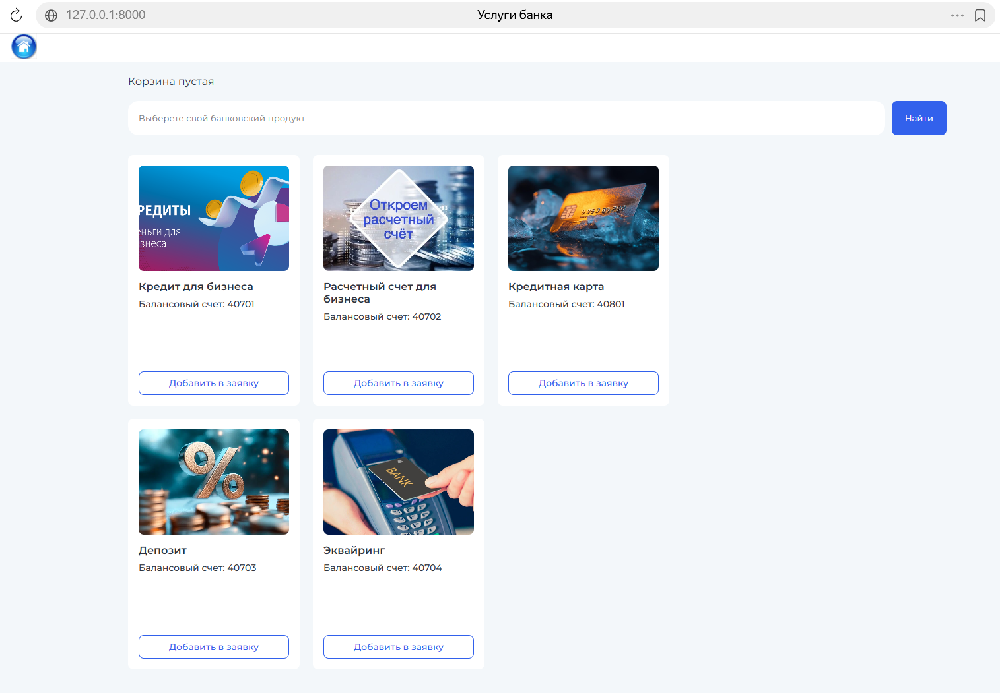 127.0.0.1:8000
Услуги банка
Корзина пустая
Выберете свой банковский продукт
Найти
РЕДИТЫ
еньги для
изнеса
Откроем
расчетный
счёт
Кредит для бизнеса
Балансовый счет: 40701
Добавить в заявку
Расчетный счет для
бизнеса
Балансовый счет: 40702
Добавить в заявку
Кредитная карта
Балансовый счет: 40801
Добавить в заявку
BANK
Депозит
Балансовый счет: 40703
Добавить в заявку
Эквайринг
Балансовый счет: 40704
Добавить в заявку